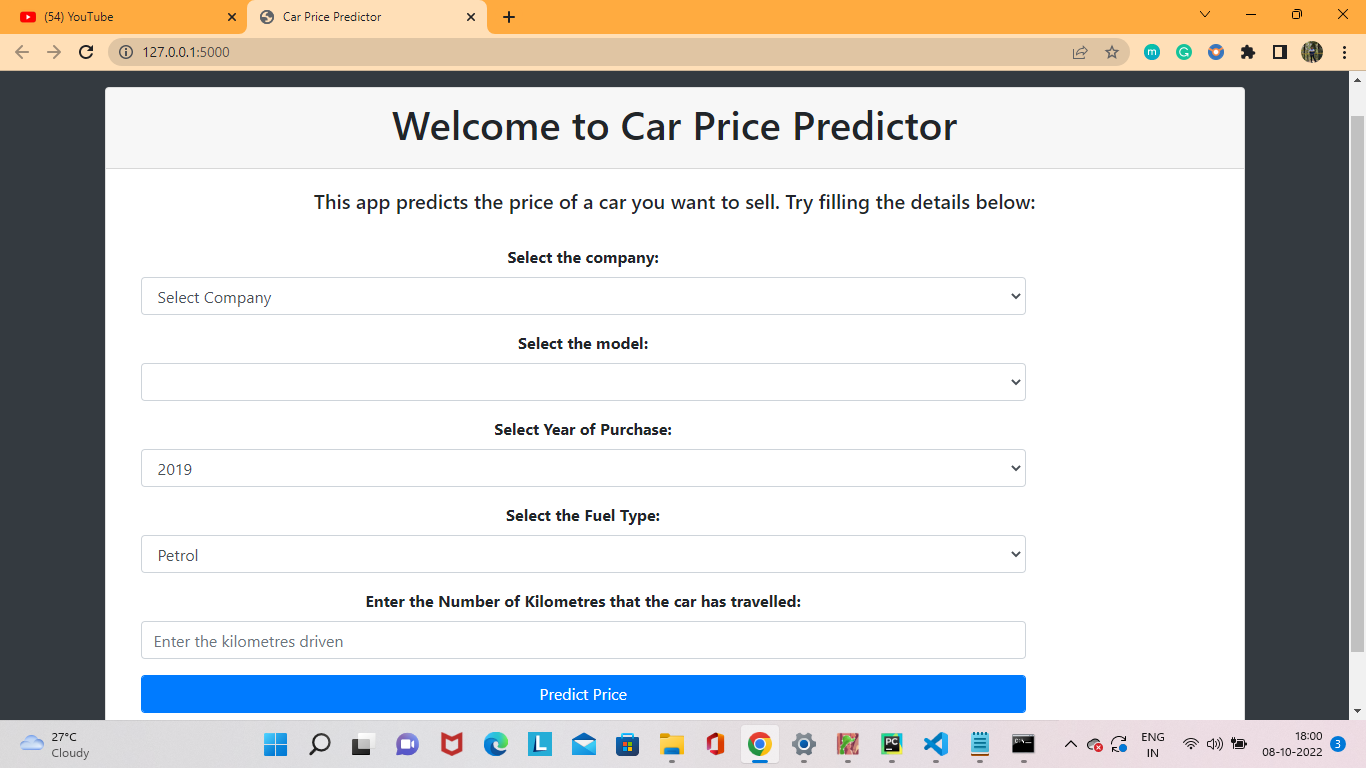 (54) YouTube
Car Price Predictor
127.0.0.1:5000
Welcome to Car Price Predictor
This app predicts the price of a car you want to sell. Try filling the details below:
Select the company:
Select Company
Select the model:
Select Year of Purchase:
2019
Select the Fuel Type:
Petrol
Enter the Number of Kilometres that the car has travelled:
Enter the kilometres driven
Predict Price
27°C
Cloudy
L
PC
ENG
IN
18:00
08-10-2022
3